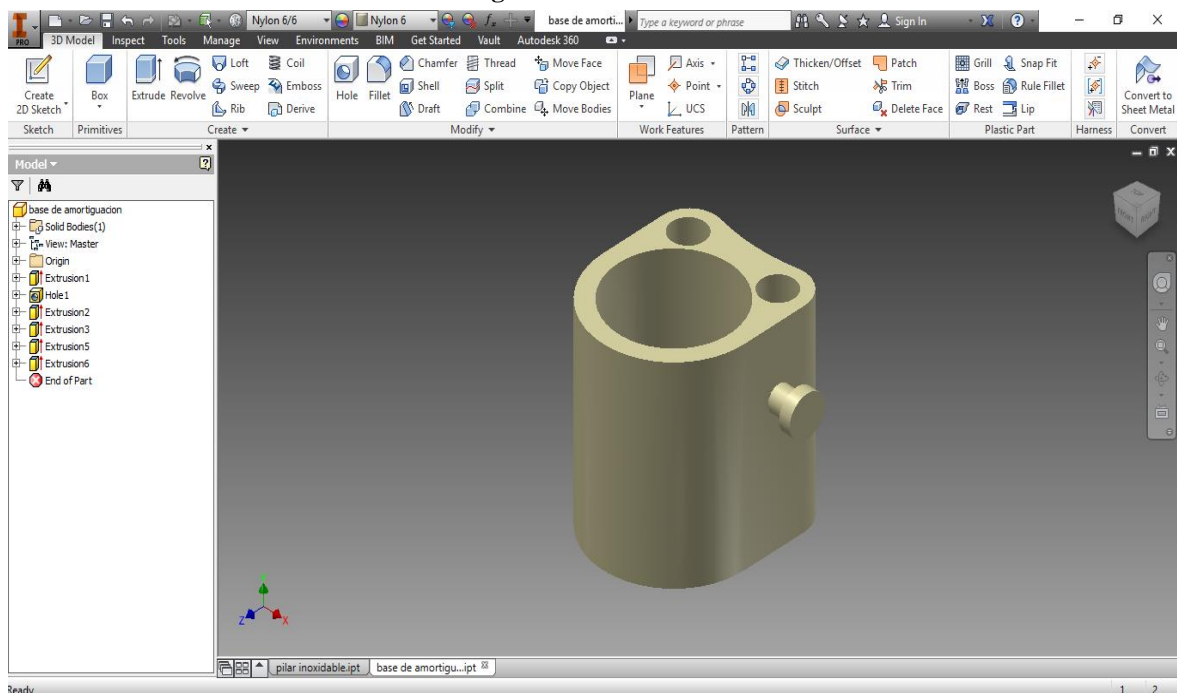 PRO
Nylon 6/6
Nylon 6
base de amorti...
Type a keyword or phrase
Sign In
3D Model Inspect Tools Manage View Environments BIM Get Started Vault Autodesk 360
Create 2D Sketch
Box
Extrude Revolve
Loft Coil
Sweep Emboss
Rib Derive
Hole Fillet
Chamfer Thread Move Face
Shell Split Copy Object
Draft Combine Move Bodies
Plane
Axis
Point
UCS
Thicken/Offset Patch
Stitch Trim
Sculpt Delete Face
Grill Snap Fit
Boss Rule Fillet
Rest Lip
Convert to Sheet Metal
Sketch Primitives Create Modify Work Features Pattern Surface Plastic Part Harness Convert
Model
base de amortiguacion
Solid Bodies(1)
View: Master
Origin
Extrusion1
Hole1
Extrusion2
Extrusion3
Extrusion5
Extrusion6
End of Part
Y
Z
X
pilar inoxidable.ipt base de amortigu...ipt
Ready
1 2